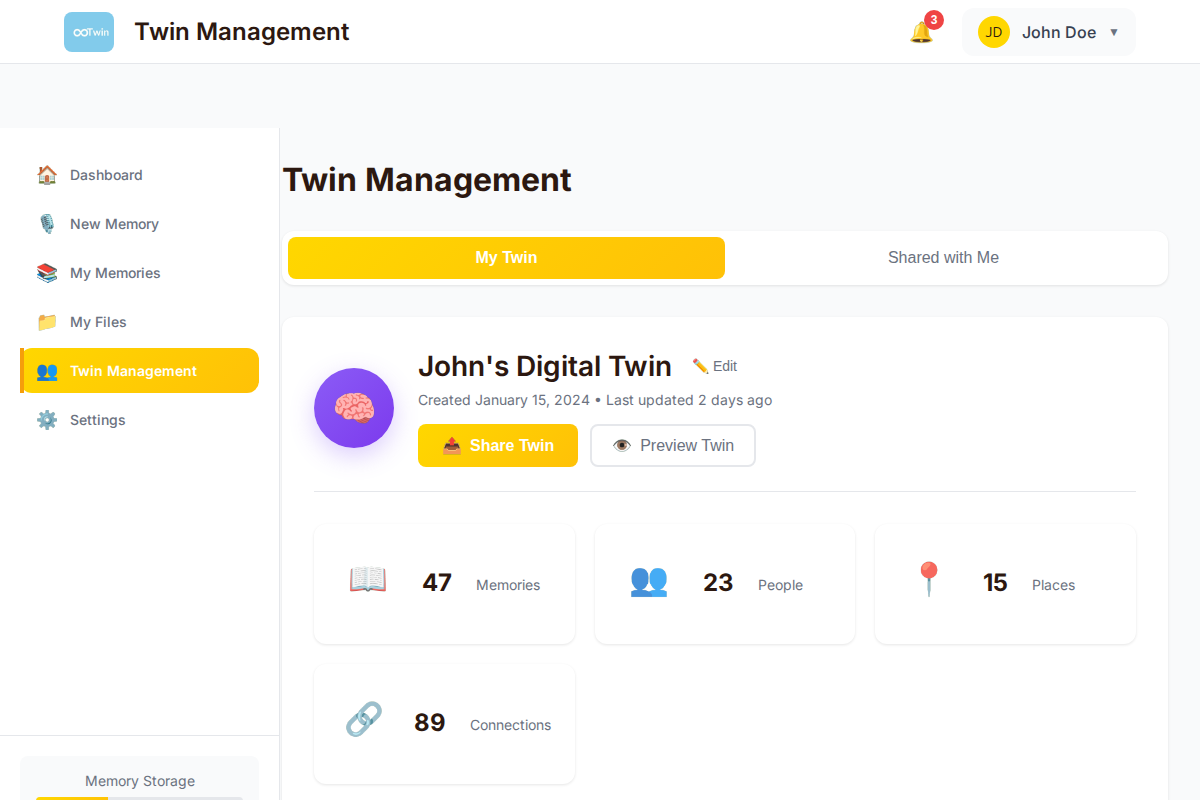 ∞Twin
Twin Management
3
JD
John Doe
Dashboard
New Memory
My Memories
My Files
Twin Management
Settings
Memory Storage
Twin Management
My Twin
Shared with Me
John's Digital Twin
Edit
Created January 15, 2024 • Last updated 2 days ago
Share Twin
Preview Twin
47 Memories
23 People
15 Places
89 Connections